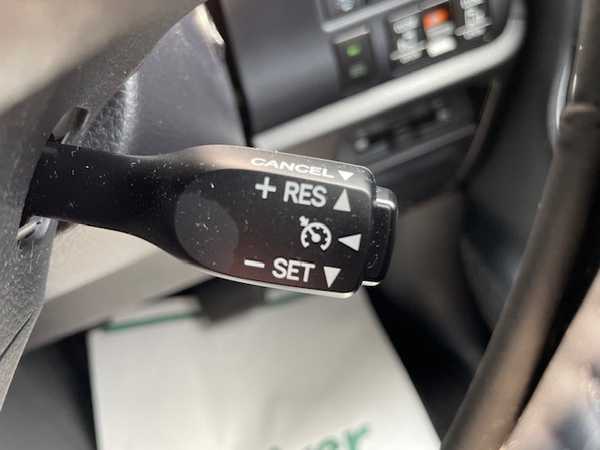 CANCEL ▼
+ RES ▲
◀
− SET ▼